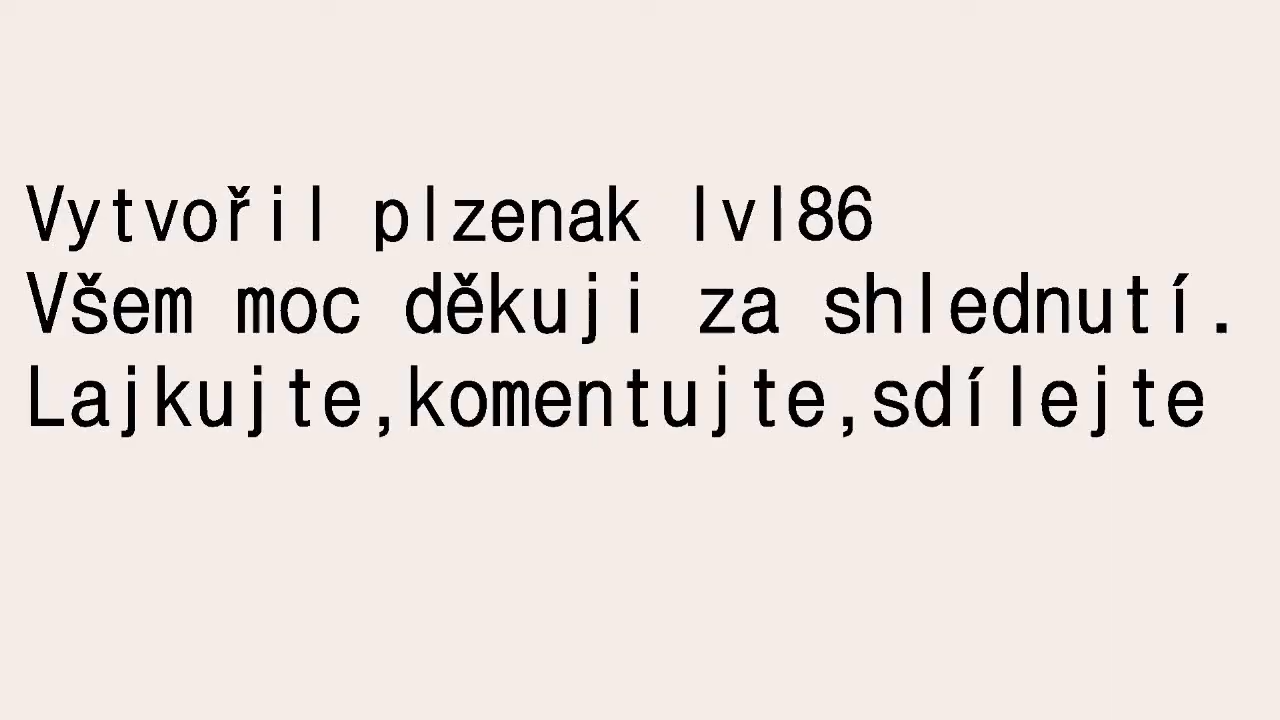 Vytvořil plzenak lvl86
Všem moc děkuji za shlednutí.
Lajkujte,komentujte,sdílejte